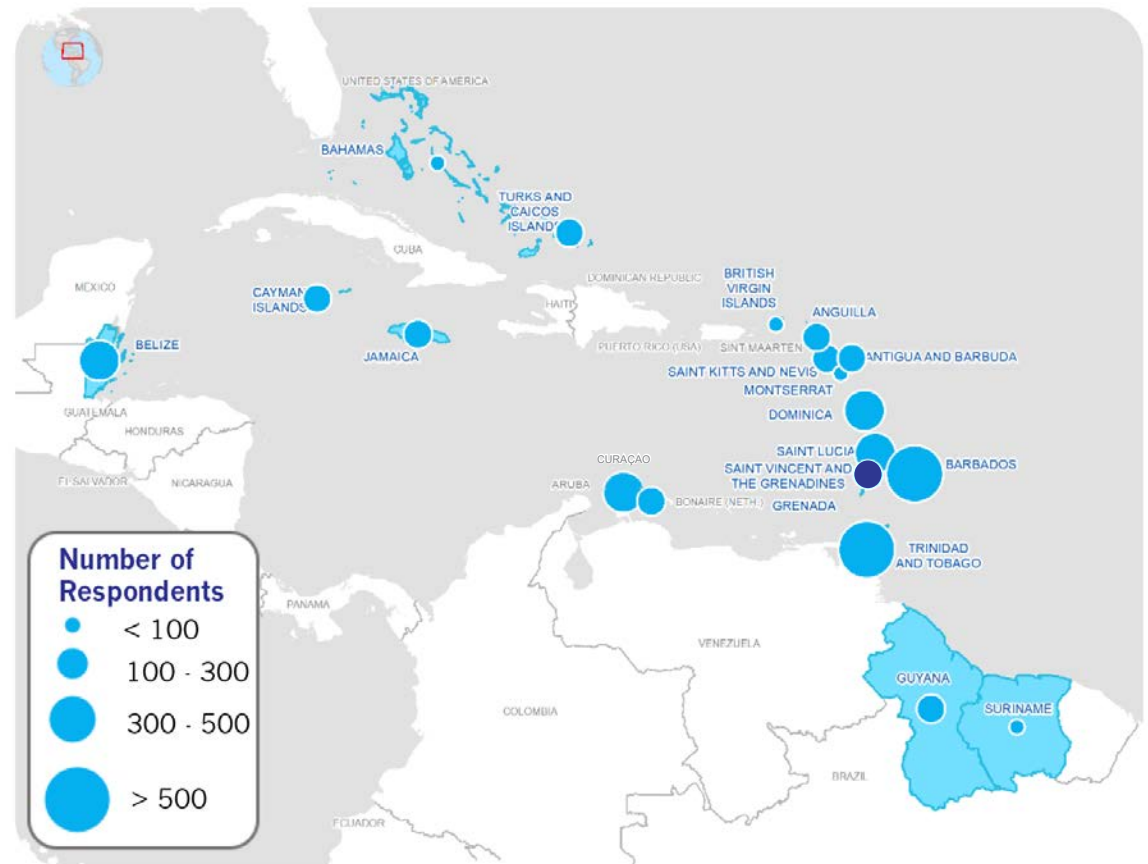 UNITED STATES OF AMERICA
BAHAMAS
TURKS AND
CAICOS
ISLANDS
CUBA
MEXICO
CAYMAN
ISLANDS
HAITI
DOMINICAN REPUBLIC
BRITISH
VIRGIN
ISLANDS
ANGUILLA
BELIZE
JAMAICA
PUERTO RICO (USA)
SINT MAARTEN
ANTIGUA AND BARBUDA
SAINT KITTS AND NEVIS
MONTSERRAT
GUATEMALA
HONDURAS
DOMINICA
EL SALVADOR
NICARAGUA
SAINT LUCIA
SAINT VINCENT AND
THE GRENADINES
BARBADOS
CURAÇAO
ARUBA
BONAIRE (NETH.)
GRENADA
TRINIDAD
AND TOBAGO
Number of
Respondents
< 100
100 - 300
300 - 500
> 500
PANAMA
VENEZUELA
COLOMBIA
GUYANA
SURINAME
BRAZIL
ECUADOR